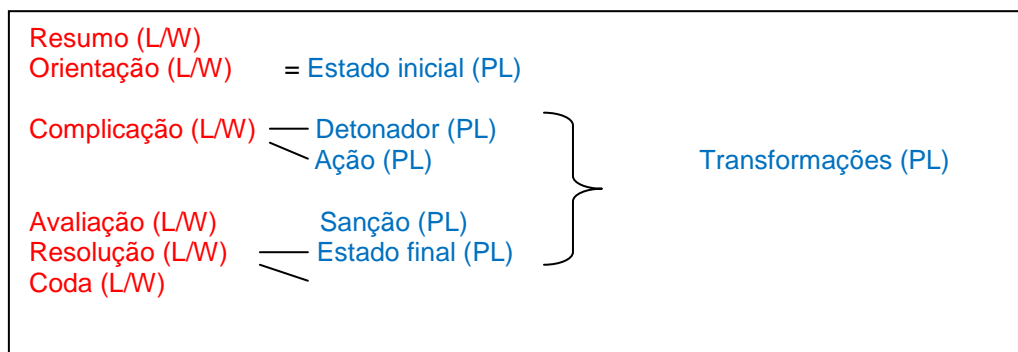 Resumo (L/W)
Orientação (L/W) = Estado inicial (PL)
Complicação (L/W) Detonador (PL)
Ação (PL) Transformações (PL)
Avaliação (L/W) Sanção (PL)
Resolução (L/W) Estado final (PL)
Coda (L/W)